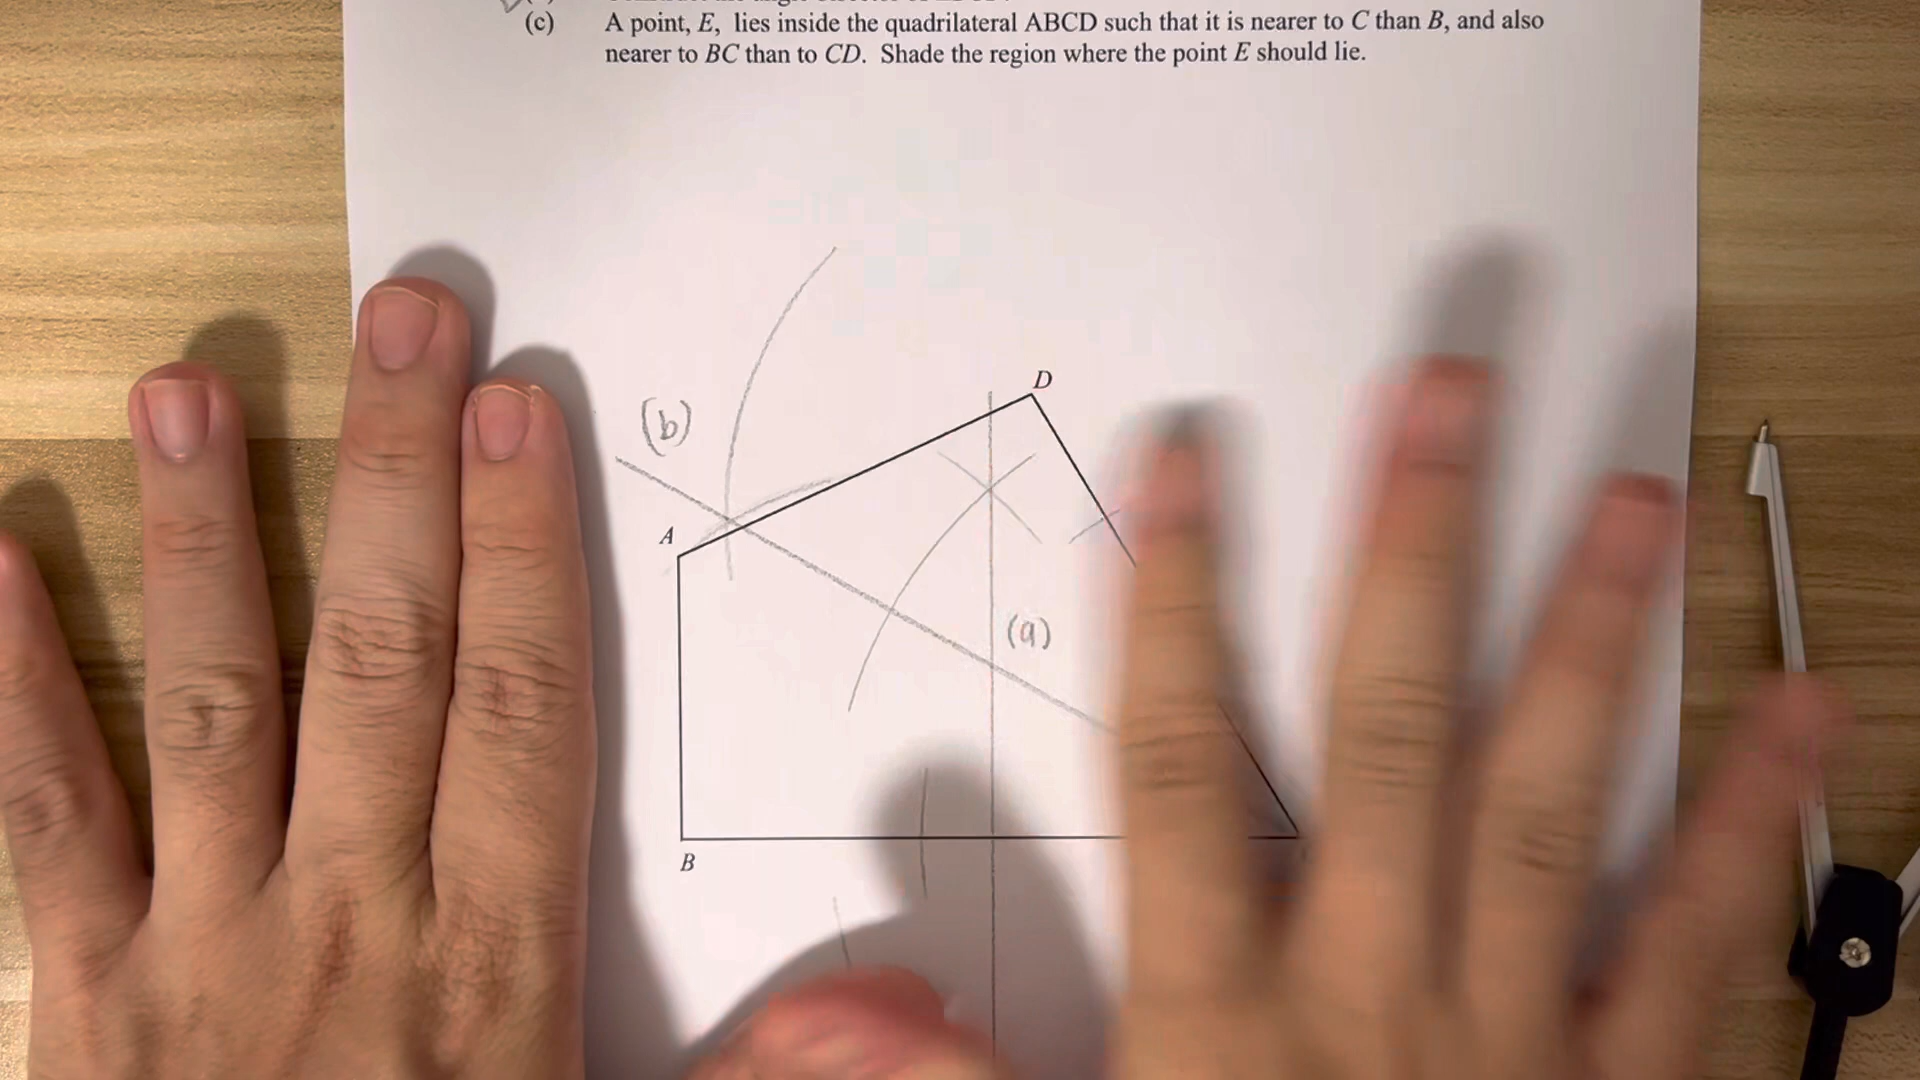 (c) A point, E, lies inside the quadrilateral ABCD such that it is nearer to C than B, and also
nearer to BC than to CD. Shade the region where the point E should lie.
D
(b)
A
(a)
B